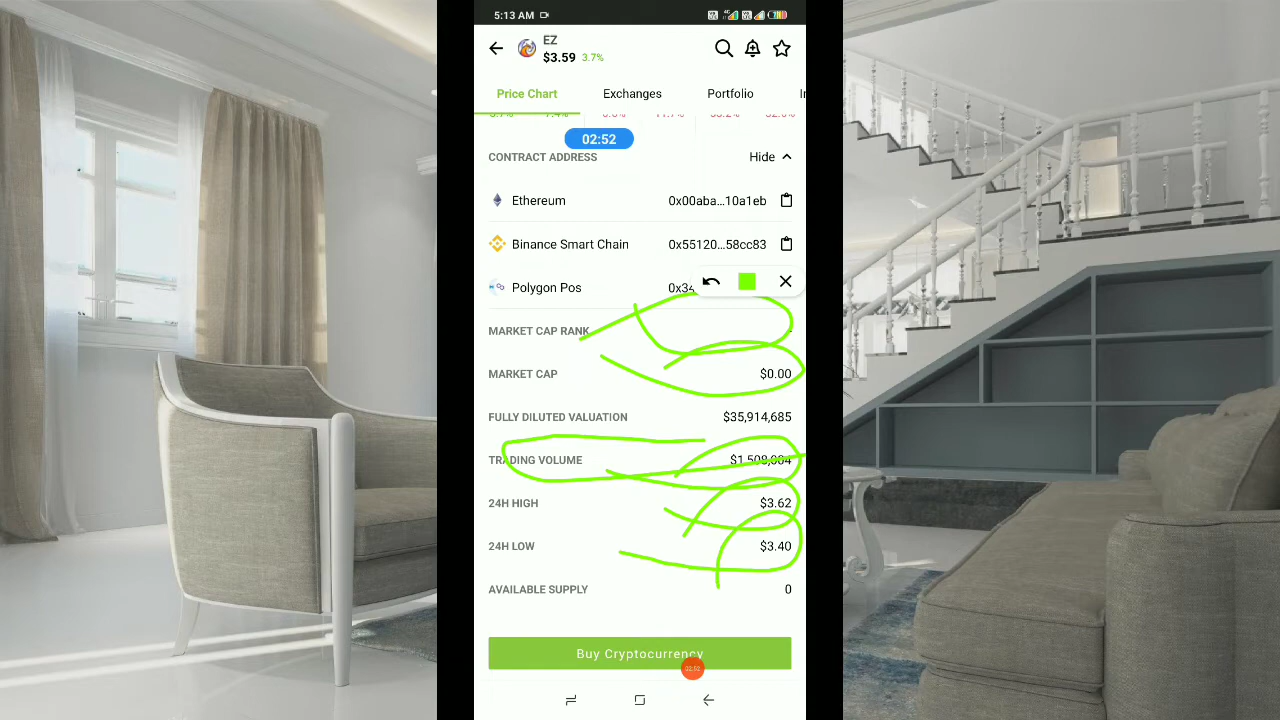 5:13 AM
EZ
$3.59 3.7%
Price Chart Exchanges Portfolio
02:52
CONTRACT ADDRESS Hide
Ethereum 0x00aba...10a1eb
Binance Smart Chain 0x55120...58cc83
Polygon Pos 0x34
MARKET CAP RANK
MARKET CAP $0.00
FULLY DILUTED VALUATION $35,914,685
TRADING VOLUME
24H HIGH $3.62
24H LOW $3.40
AVAILABLE SUPPLY 0
Buy Cryptocurrency